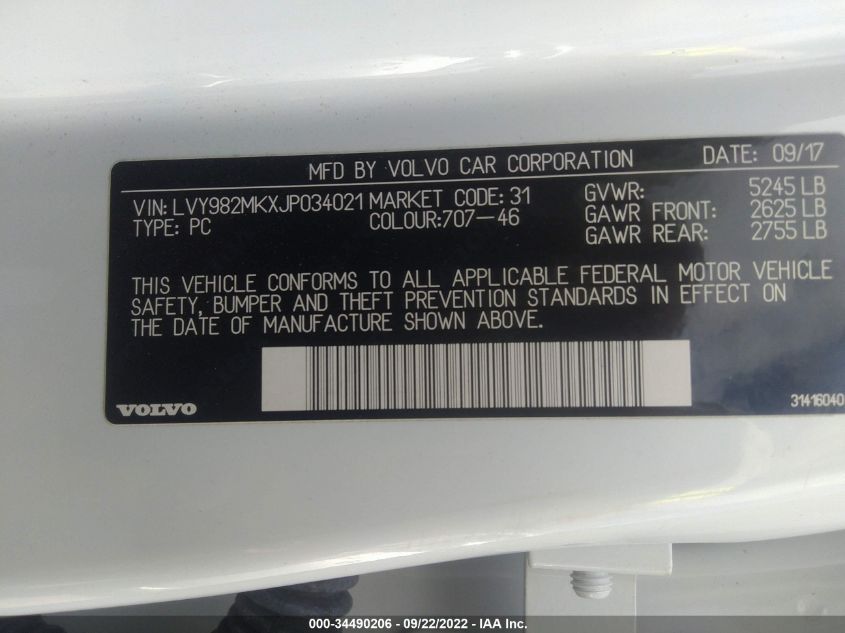 MFD BY VOLVO CAR CORPORATION DATE: 09/17
VIN: LVY982MKXJP034021 MARKET CODE: 31 GVWR: 5245 LB
TYPE: PC COLOUR:707-46 GAWR FRONT: 2625 LB
GAWR REAR: 2755 LB
THIS VEHICLE CONFORMS TO ALL APPLICABLE FEDERAL MOTOR VEHICLE
SAFETY, BUMPER AND THEFT PREVENTION STANDARDS IN EFFECT ON
THE DATE OF MANUFACTURE SHOWN ABOVE.
VOLVO 31416040
000-34490206 - 09/22/2022 - IAA Inc.